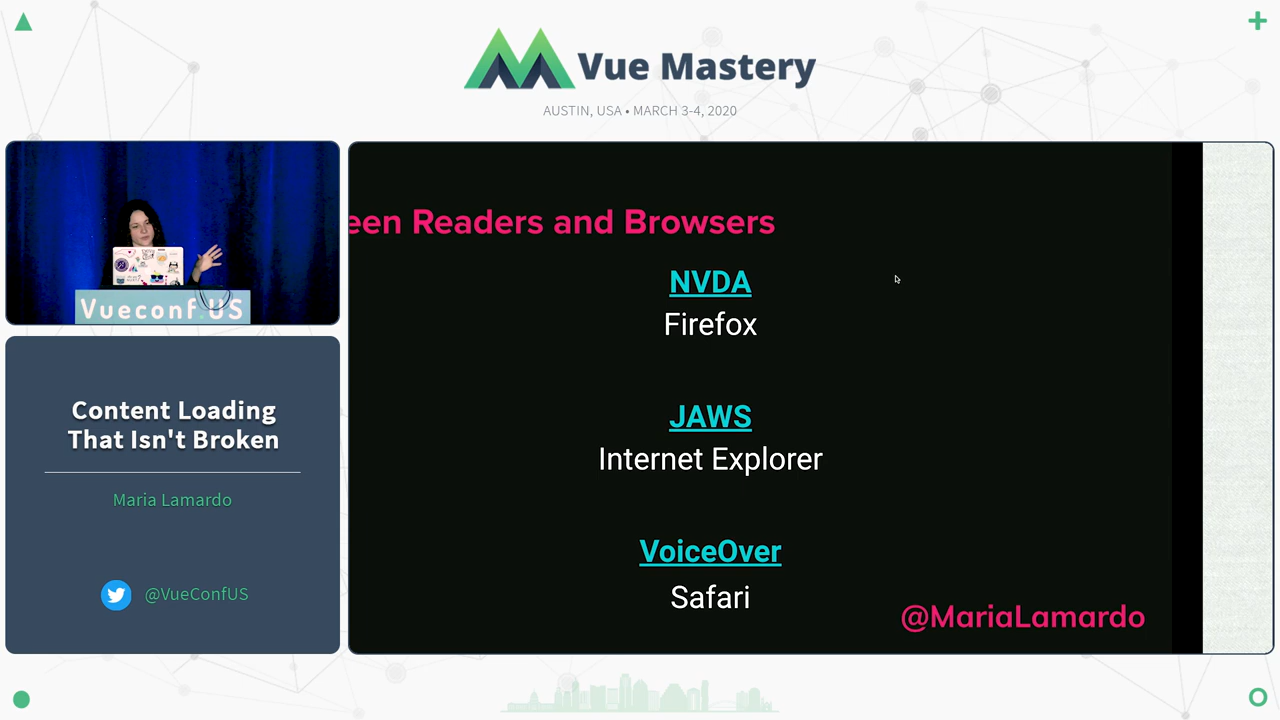 Vue Mastery
AUSTIN, USA • MARCH 3-4, 2020
Vueconf.US
Content Loading
That Isn't Broken
Maria Lamardo
@VueConfUS
een Readers and Browsers
NVDA
Firefox
JAWS
Internet Explorer
VoiceOver
Safari
@MariaLamardo